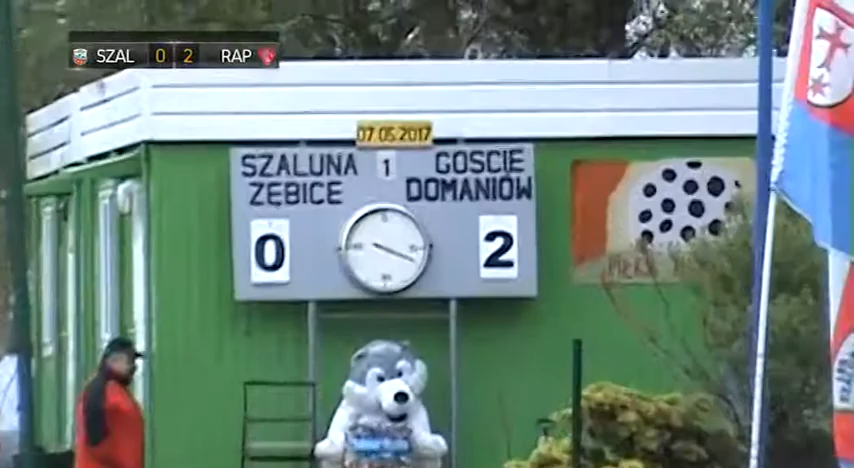 SZAL 0 2 RAP
07.05.2017
SZALUNA 1 GOSCIE
ZĘBICE DOMANIÓW
0 2